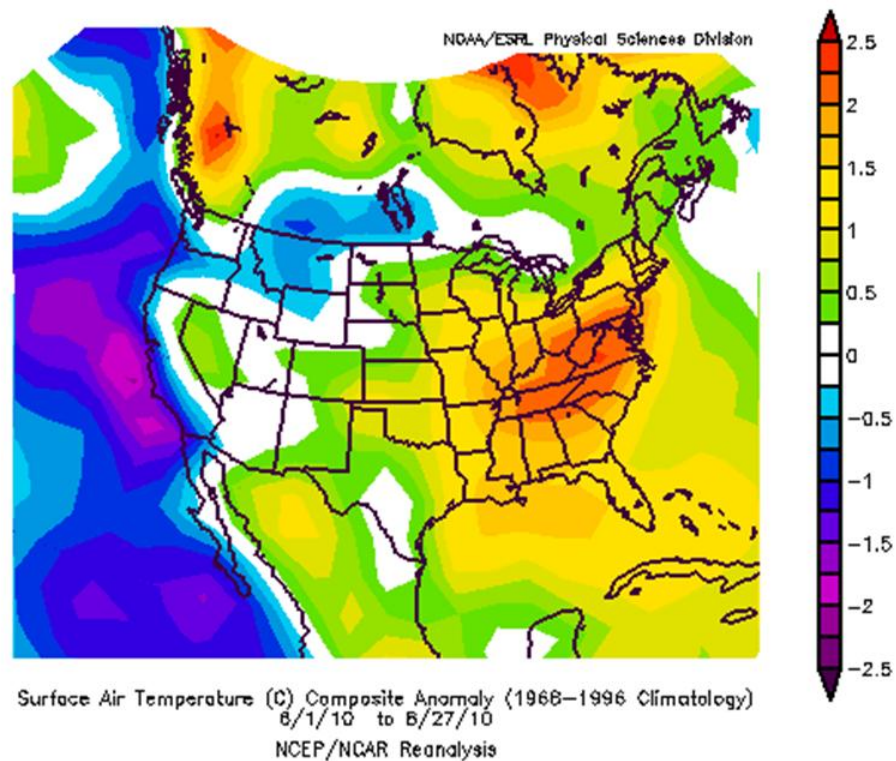 NOAA/ESRL Physical Sciences Division
2.5
2
1.5
1
0.5
0
-0.5
-1
-1.5
-2
-2.5
Surface Air Temperature (C) Composite Anomaly (1968-1996 Climatology)
6/1/10 to 8/27/10
NCEP/NCAR Reanalysis